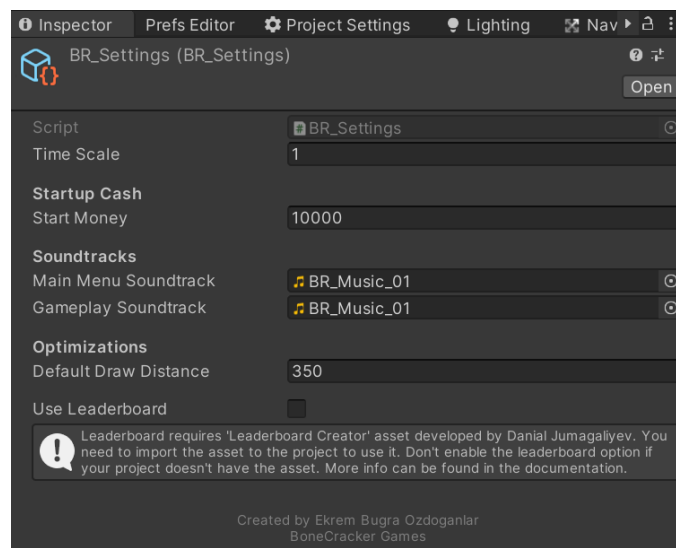 Inspector Prefs Editor Project Settings Lighting Nav
BR_Settings (BR_Settings)
Open
Script BR_Settings
Time Scale 1
Startup Cash
Start Money 10000
Soundtracks
Main Menu Soundtrack BR_Music_01
Gameplay Soundtrack BR_Music_01
Optimizations
Default Draw Distance 350
Use Leaderboard
Leaderboard requires 'Leaderboard Creator' asset developed by Danial Jumagaliyev. You
need to import the asset to the project to use it. Don't enable the leaderboard option if
your project doesn't have the asset. More info can be found in the documentation.
Created by Ekrem Bugra Ozdoganlar
BoneCracker Games